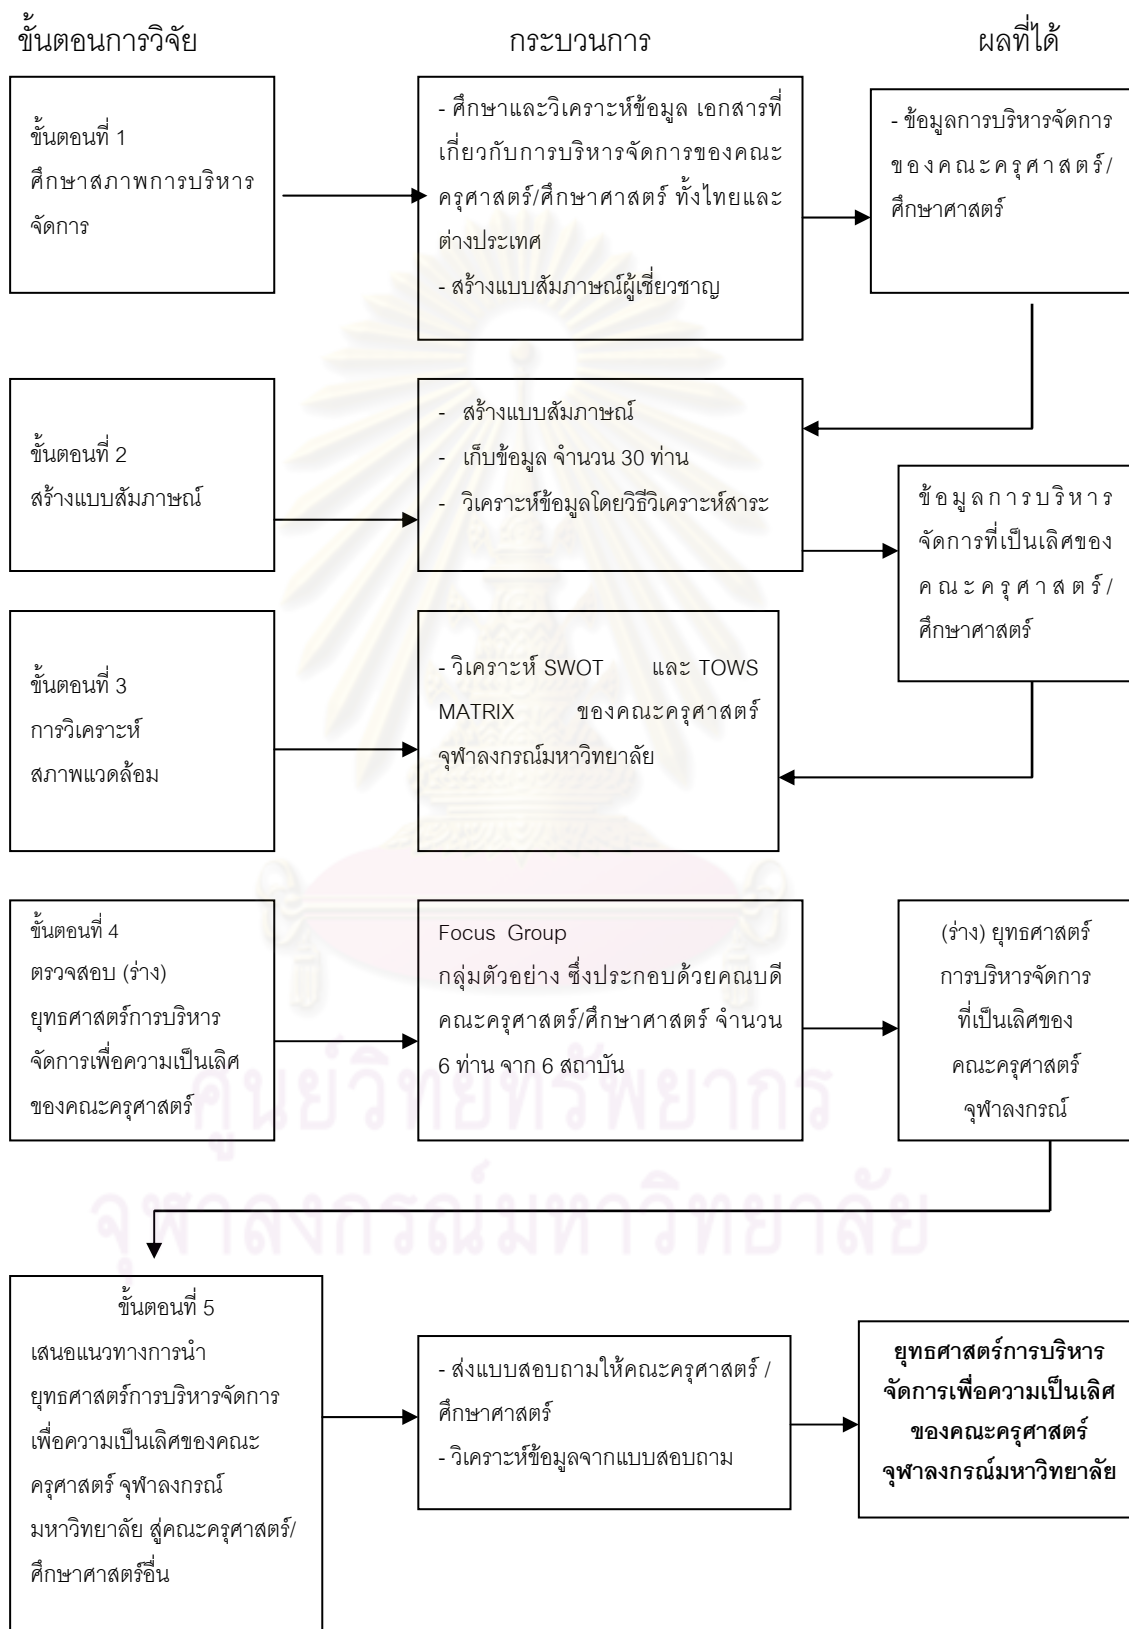 ขั้นตอนการวิจัย
กระบวนการ
ผลที่ได้
ขั้นตอนที่ 1
ศึกษาสภาพการบริหาร
จัดการ
- ศึกษาและวิเคราะห์ข้อมูล เอกสารที่
เกี่ยวกับการบริหารจัดการของคณะ
ครุศาสตร์/ศึกษาศาสตร์ ทั้งไทยและ
ต่างประเทศ
- สร้างแบบสัมภาษณ์ผู้เชี่ยวชาญ
- ข้อมูลการบริหารจัดการ
ของคณะครุศาสตร์/
ศึกษาศาสตร์
ขั้นตอนที่ 2
สร้างแบบสัมภาษณ์
- สร้างแบบสัมภาษณ์
- เก็บข้อมูล จำนวน 30 ท่าน
- วิเคราะห์ข้อมูลโดยวิธีวิเคราะห์สาระ
ข้อมูลการบริหาร
จัดการที่เป็นเลิศของ
คณะครุศาสตร์/
ศึกษาศาสตร์
ขั้นตอนที่ 3
การวิเคราะห์
สภาพแวดล้อม
- วิเคราะห์ SWOT และ TOWS
MATRIX ของคณะครุศาสตร์
จุฬาลงกรณ์มหาวิทยาลัย
ขั้นตอนที่ 4
ตรวจสอบ (ร่าง)
ยุทธศาสตร์การบริหาร
จัดการเพื่อความเป็นเลิศ
ของคณะครุศาสตร์
Focus Group
กลุ่มตัวอย่าง ซึ่งประกอบด้วยคณบดี
คณะครุศาสตร์/ศึกษาศาสตร์ จำนวน
6 ท่าน จาก 6 สถาบัน
(ร่าง) ยุทธศาสตร์
การบริหารจัดการ
ที่เป็นเลิศของ
คณะครุศาสตร์
จุฬาลงกรณ์
ศูนย์วิทยทรัพยากร
จุฬาลงกรณ์มหาวิทยาลัย
ขั้นตอนที่ 5
เสนอแนวทางการนำ
ยุทธศาสตร์การบริหารจัดการ
เพื่อความเป็นเลิศของคณะ
ครุศาสตร์ จุฬาลงกรณ์
มหาวิทยาลัย สู่คณะครุศาสตร์/
ศึกษาศาสตร์อื่น
- ส่งแบบสอบถามให้คณะครุศาสตร์ /
ศึกษาศาสตร์
- วิเคราะห์ข้อมูลจากแบบสอบถาม
ยุทธศาสตร์การบริหาร
จัดการเพื่อความเป็นเลิศ
ของคณะครุศาสตร์
จุฬาลงกรณ์มหาวิทยาลัย